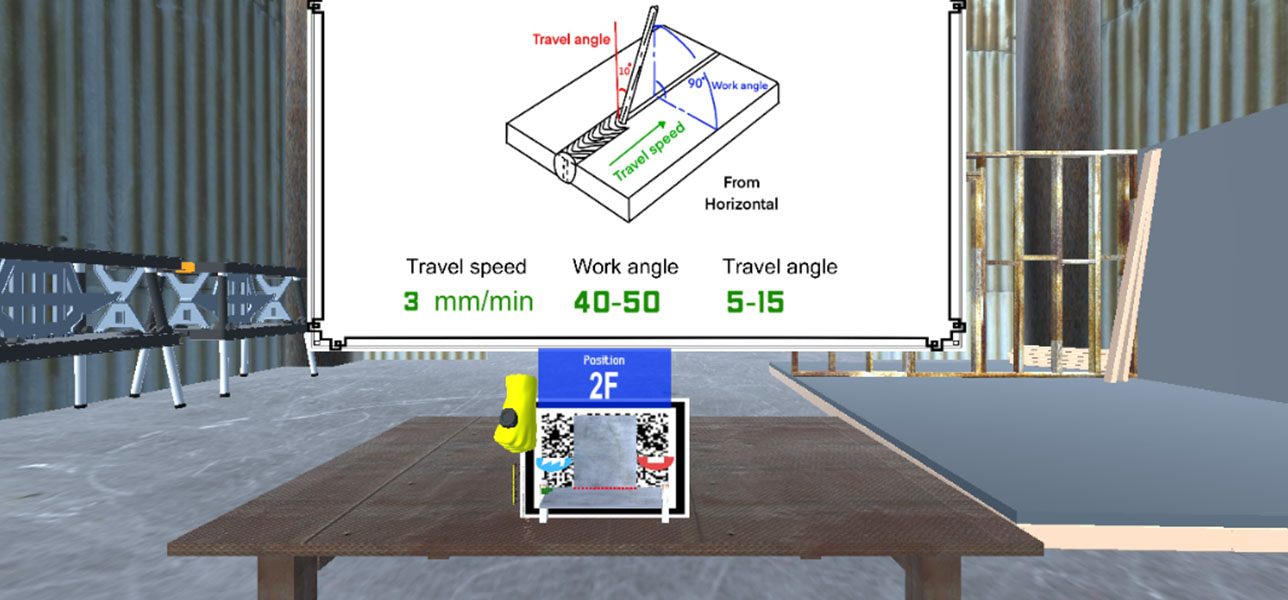 Travel angle
10°
90° Work angle
Travel speed
From
Horizontal
Travel speed Work angle Travel angle
3 mm/min 40-50 5-15
Position
2F